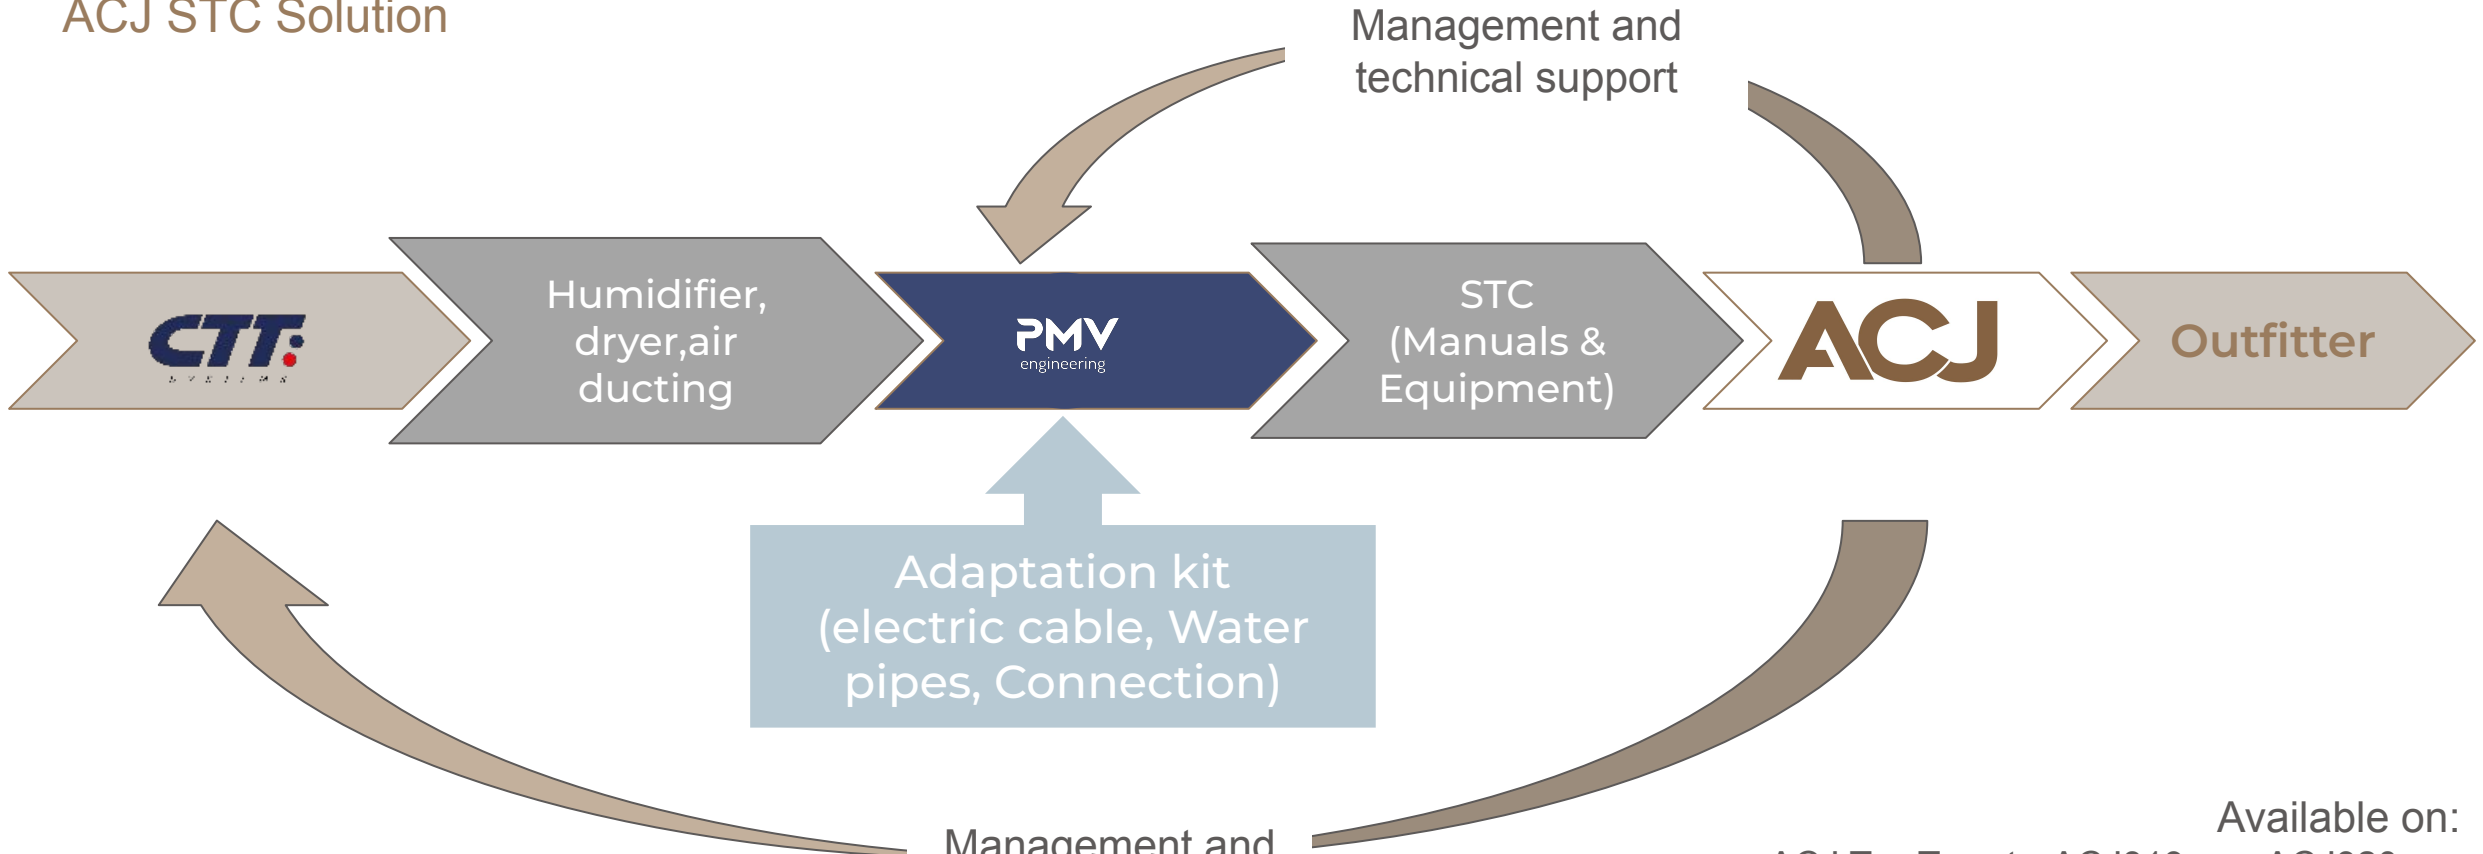 ACJ STC Solution
Management and
technical support
CTT
SYSTEMS
Humidifier,
dryer,air
ducting
PMV
engineering
STC
(Manuals &
Equipment)
ACJ
Outfitter
Adaptation kit
(electric cable, Water
pipes, Connection)
Management and
Available on: